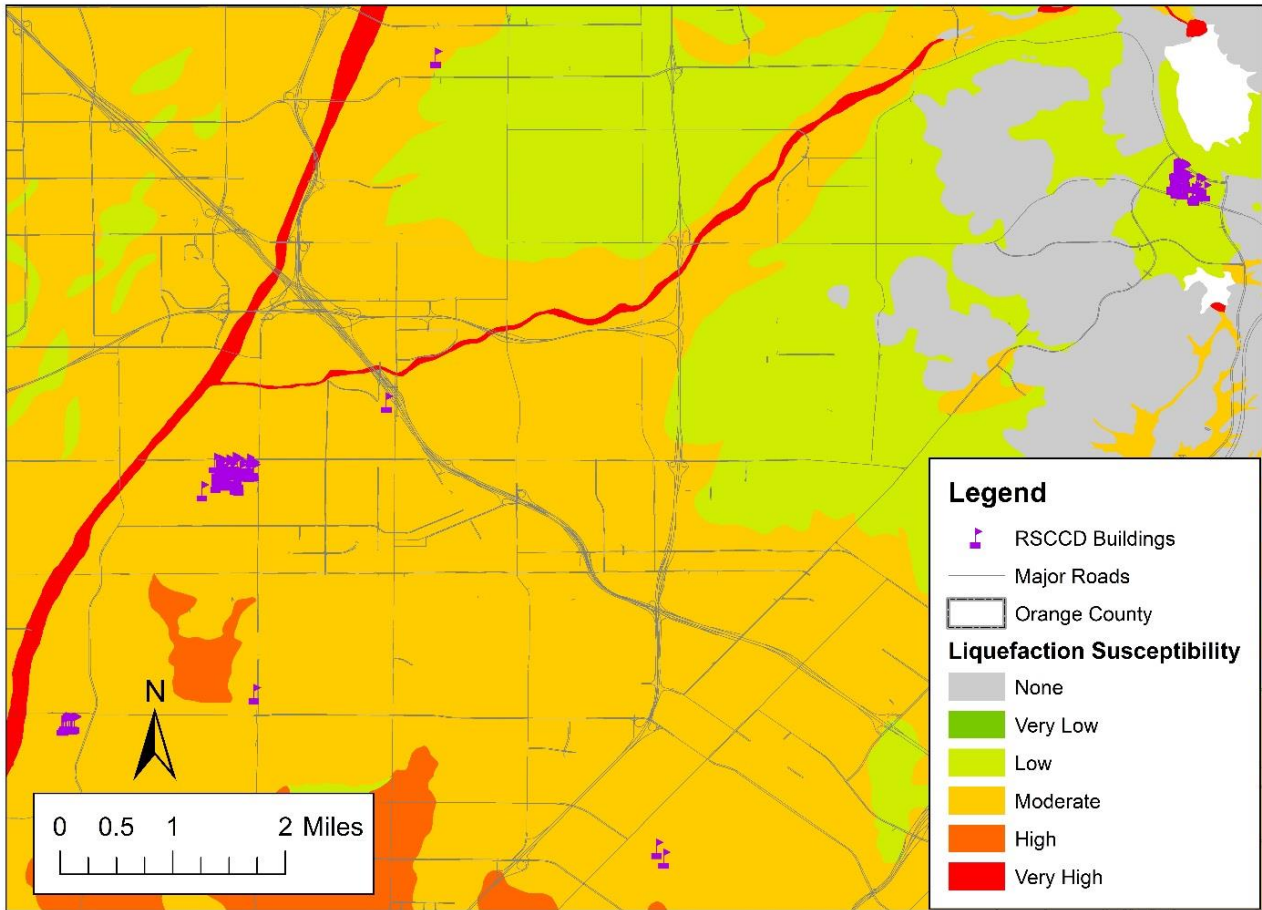 Legend
RSCCD Buildings
Major Roads
Orange County
Liquefaction Susceptibility
None
Very Low
Low
Moderate
High
Very High
N
0 0.5 1 2 Miles